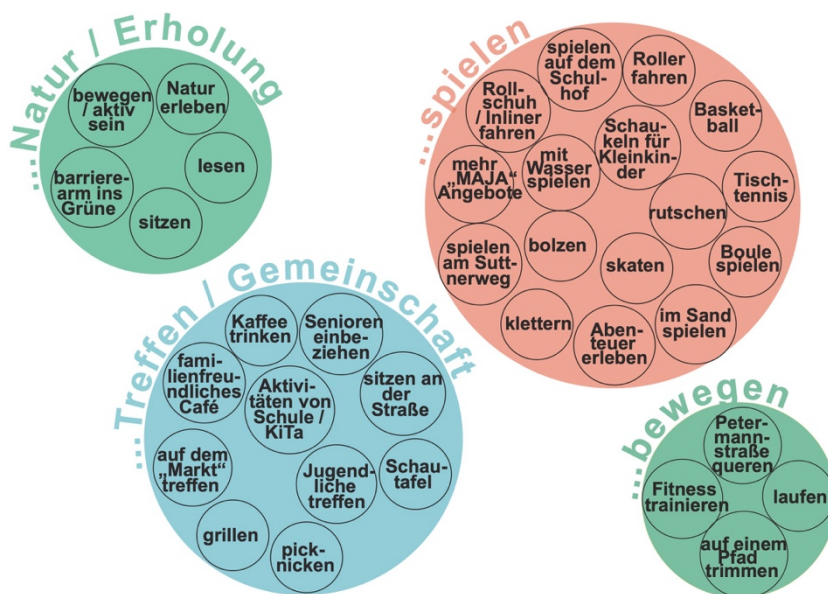 ...Natur / Erholung
bewegen
/ aktiv
sein
Natur
erleben
lesen
barriere-
arm ins
Grüne
sitzen
...spielen
spielen
auf dem
Schul-
hof
Roller
fahren
Roll-
schuh
/ Inliner
fahren
Basket-
ball
Schau-
keln für
Kleinkin-
der
mehr
„MAJA“
Angebote
mit
Wasser
spielen
Tisch-
tennis
rutschen
bolzen
spielen
am Sutt-
nerweg
skaten
Boule
spielen
klettern
Aben-
teuer
erleben
im Sand
spielen
...Treffen / Gemeinschaft
Kaffee
trinken
Senioren
einbe-
ziehen
fami-
lienfreu-
ndliches
Café
Aktivi-
täten von
Schule /
KiTa
sitzen an
der
Straße
auf dem
„Markt“
treffen
Jugend-
liche
treffen
Schau-
tafel
grillen
pick-
nicken
...bewegen
Peter-
mann-
straße
queren
Fitness
trainieren
laufen
auf einem
Pfad
trimmen